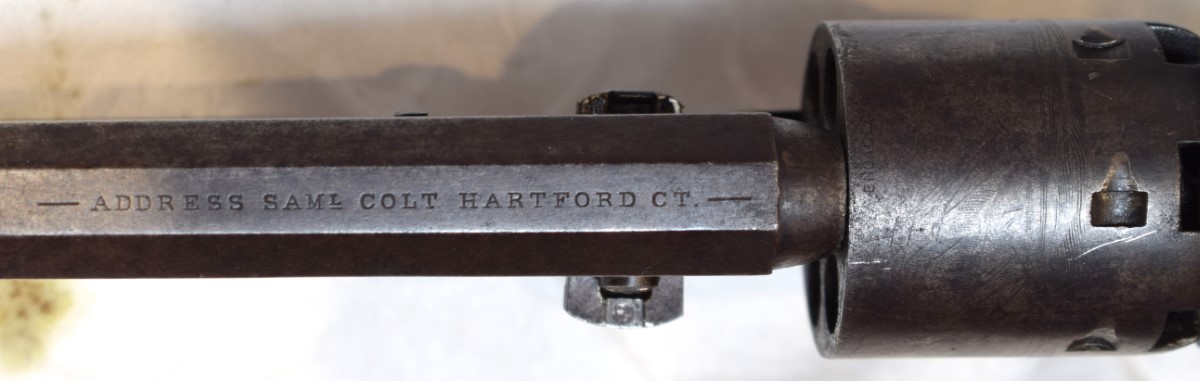 — ADDRESS SAML COLT HARTFORD CT. —